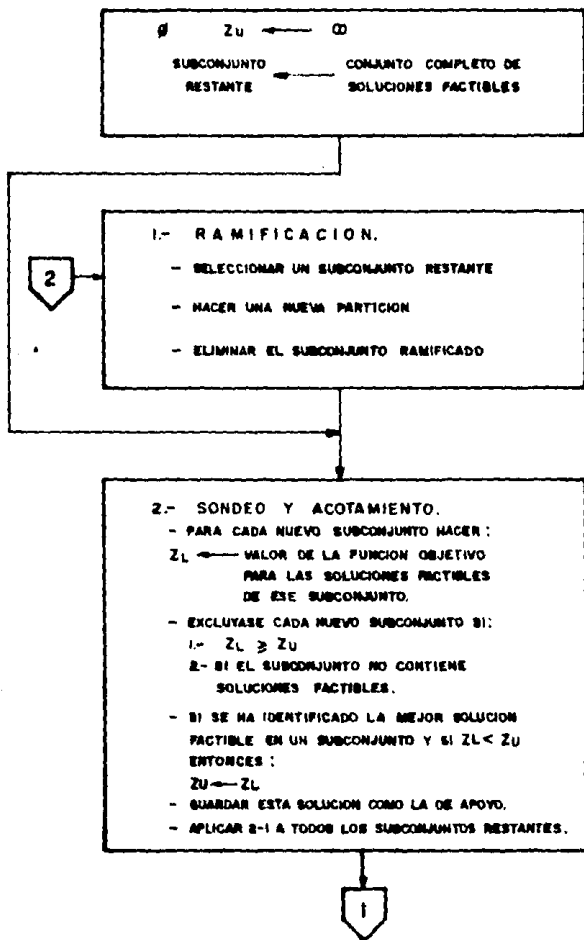 ø Zu ← ∞
SUBCONJUNTO RESTANTE ← CONJUNTO COMPLETO DE SOLUCIONES FACTIBLES
1.- RAMIFICACION.
- SELECCIONAR UN SUBCONJUNTO RESTANTE
- HACER UNA NUEVA PARTICION
- ELIMINAR EL SUBCONJUNTO RAMIFICADO
2
2.- SONDEO Y ACOTAMIENTO.
- PARA CADA NUEVO SUBCONJUNTO HACER:
ZL ← VALOR DE LA FUNCION OBJETIVO
PARA LAS SOLUCIONES FACTIBLES
DE ESE SUBCONJUNTO.
- EXCLUYASE CADA NUEVO SUBCONJUNTO SI:
1.- ZL ≥ ZU
2.- SI EL SUBCONJUNTO NO CONTIENE
SOLUCIONES FACTIBLES.
- SI SE HA IDENTIFICADO LA MEJOR SOLUCION
FACTIBLE EN UN SUBCONJUNTO Y SI ZL < ZU
ENTONCES:
ZU ← ZL
- GUARDAR ESTA SOLUCION COMO LA DE APOYO.
- APLICAR 2-1 A TODOS LOS SUBCONJUNTOS RESTANTES.
1